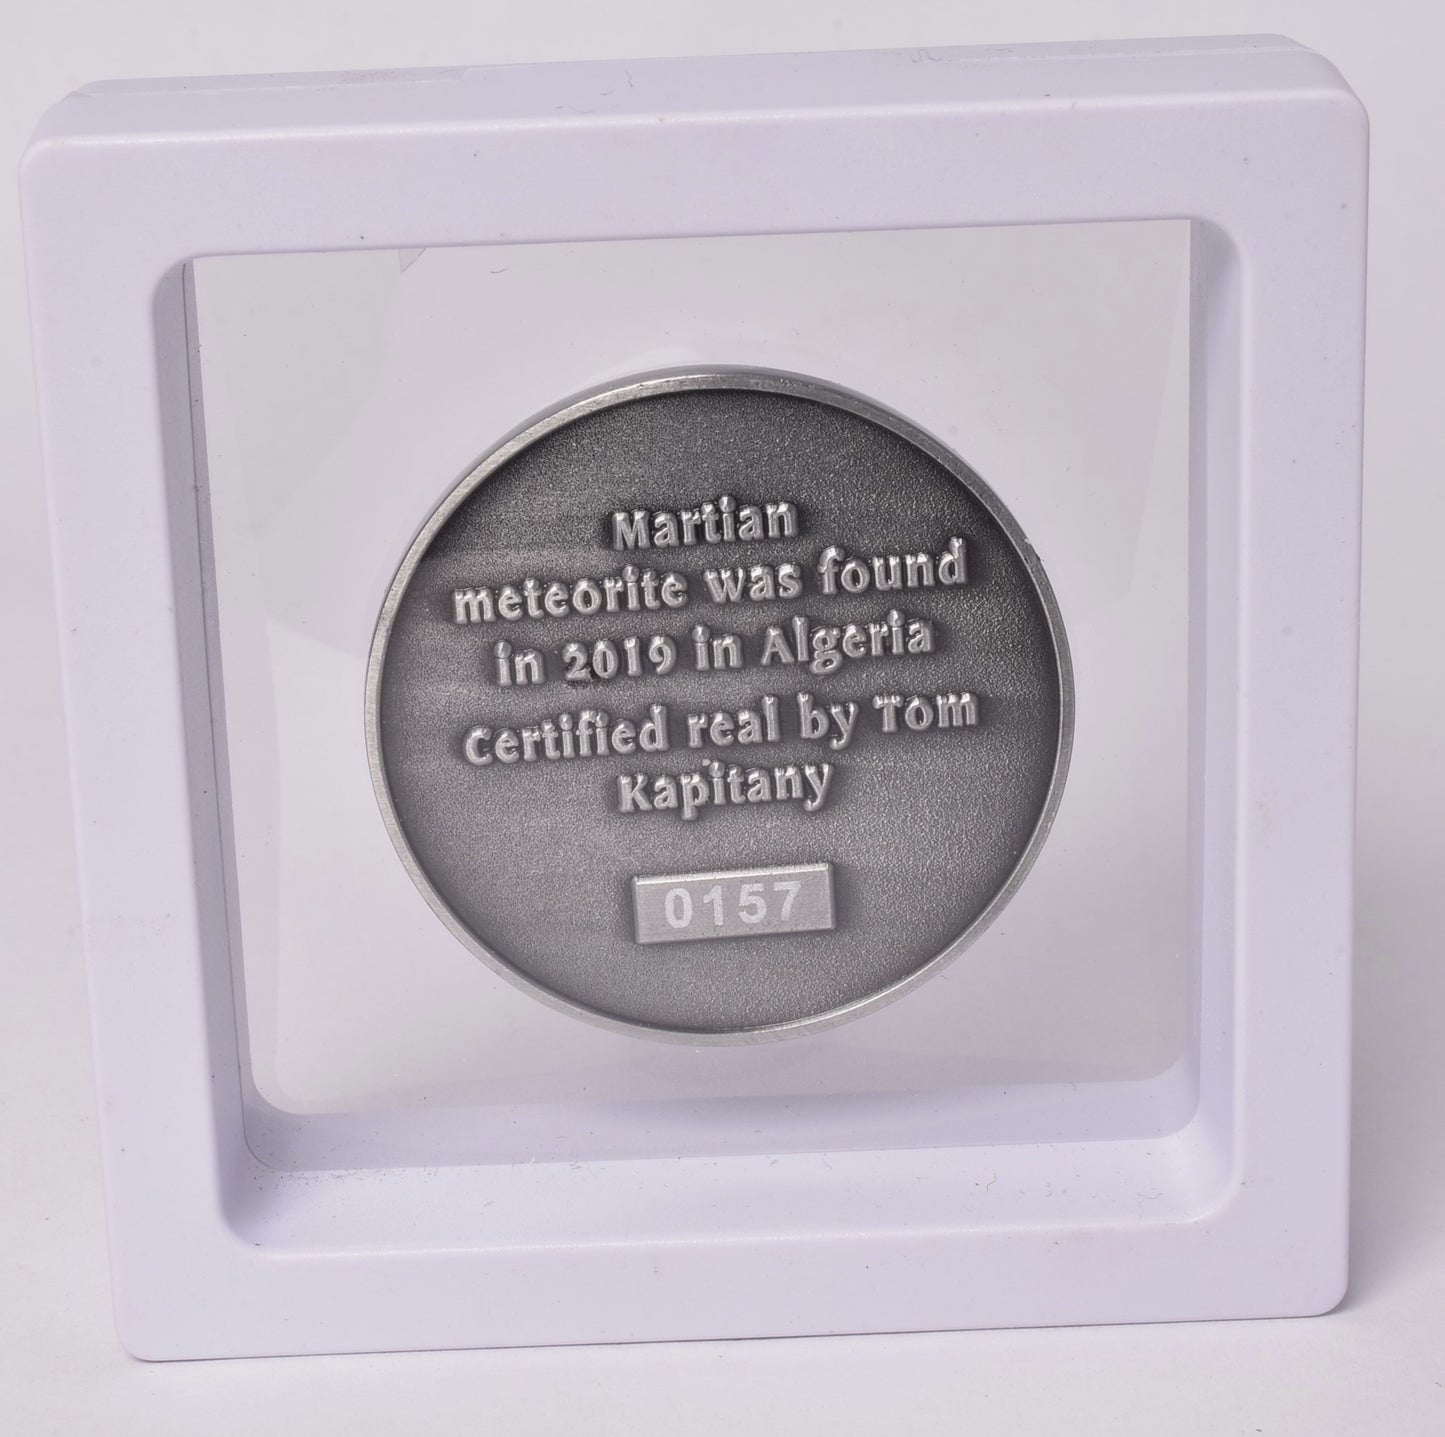 Martian
meteorite was found
in 2019 in Algeria
Certified real by Tom
Kapitany
0157